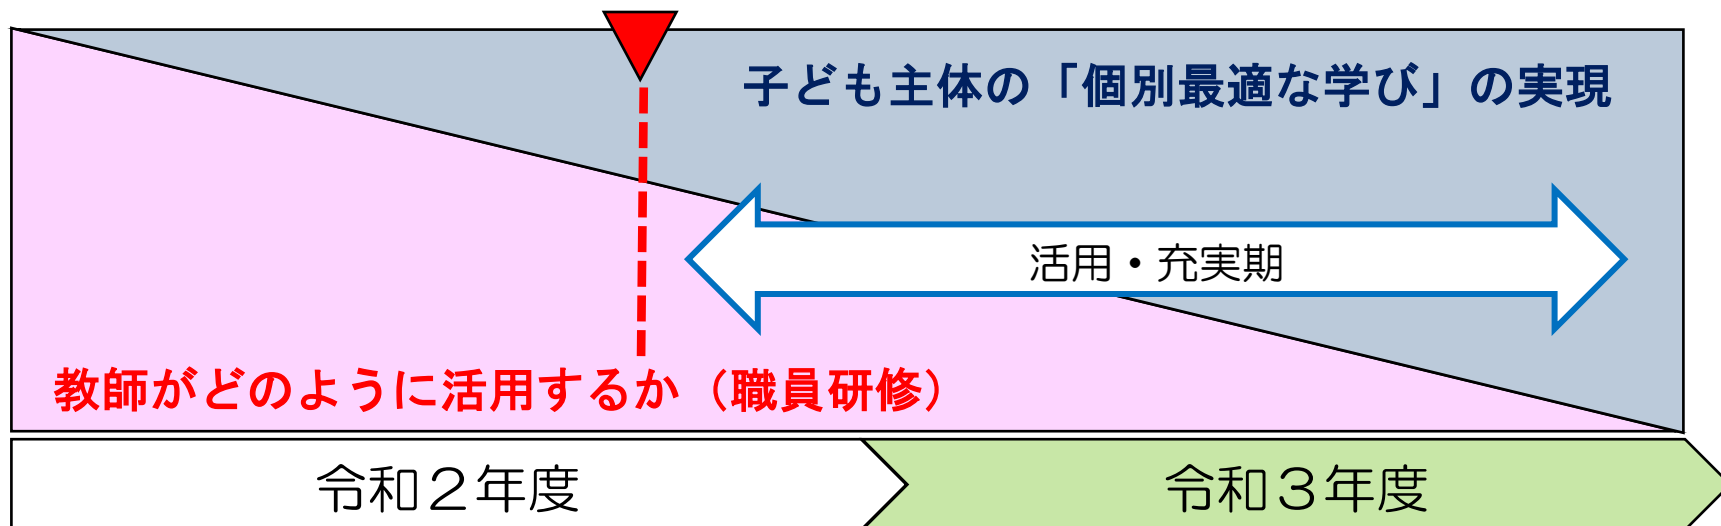 子ども主体の「個別最適な学び」の実現
活用・充実期
教師がどのように活用するか（職員研修）
令和２年度
令和３年度